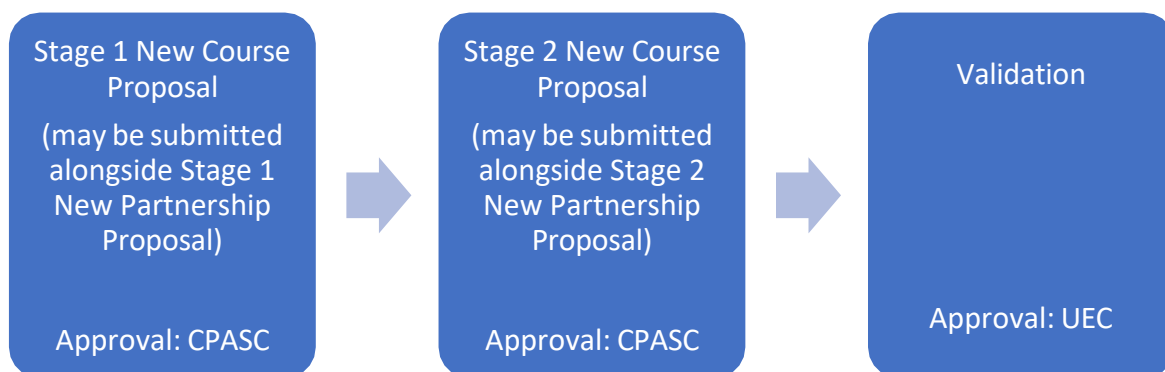 Stage 1 New Course
Proposal
(may be submitted
alongside Stage 1
New Partnership
Proposal)
Approval: CPASC
Stage 2 New Course
Proposal
(may be submitted
alongside Stage 2
New Partnership
Proposal)
Approval: CPASC
Validation
Approval: UEC